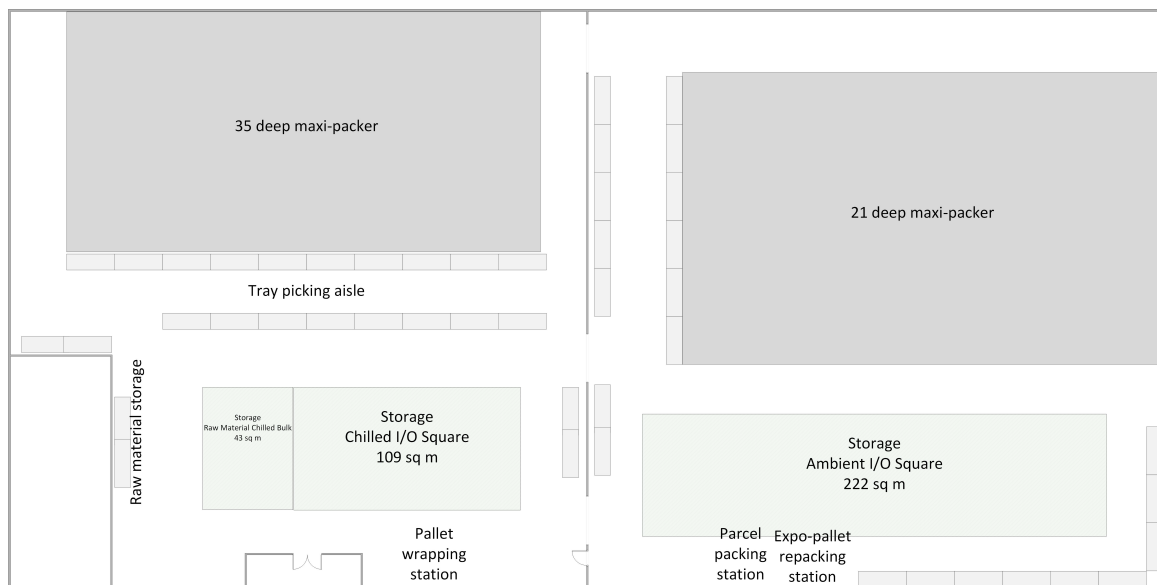 35 deep maxi-packer
21 deep maxi-packer
Tray picking aisle
Raw material storage
Storage
Raw Material Chilled Bulk
43 sq m
Storage
Chilled I/O Square
109 sq m
Storage
Ambient I/O Square
222 sq m
Pallet
wrapping
station
Parcel
packing
station
Expo-pallet
repacking
station